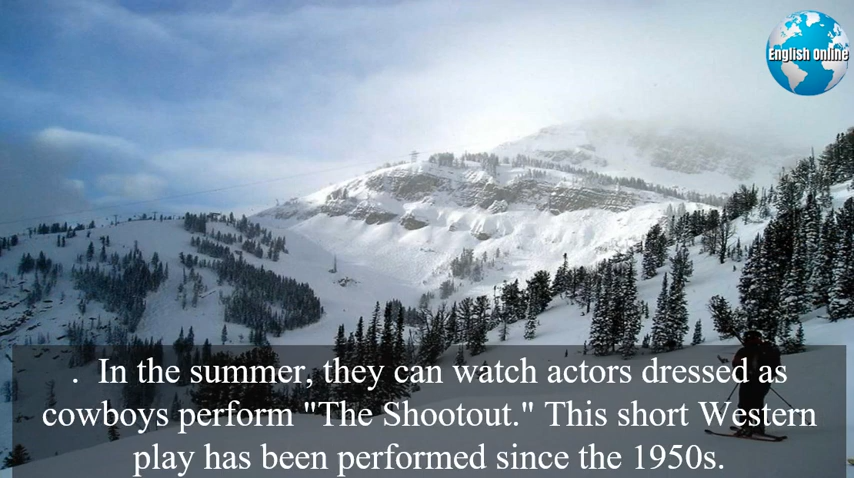 English online
.  In the summer, they can watch actors dressed as
cowboys perform "The Shootout." This short Western
play has been performed since the 1950s.